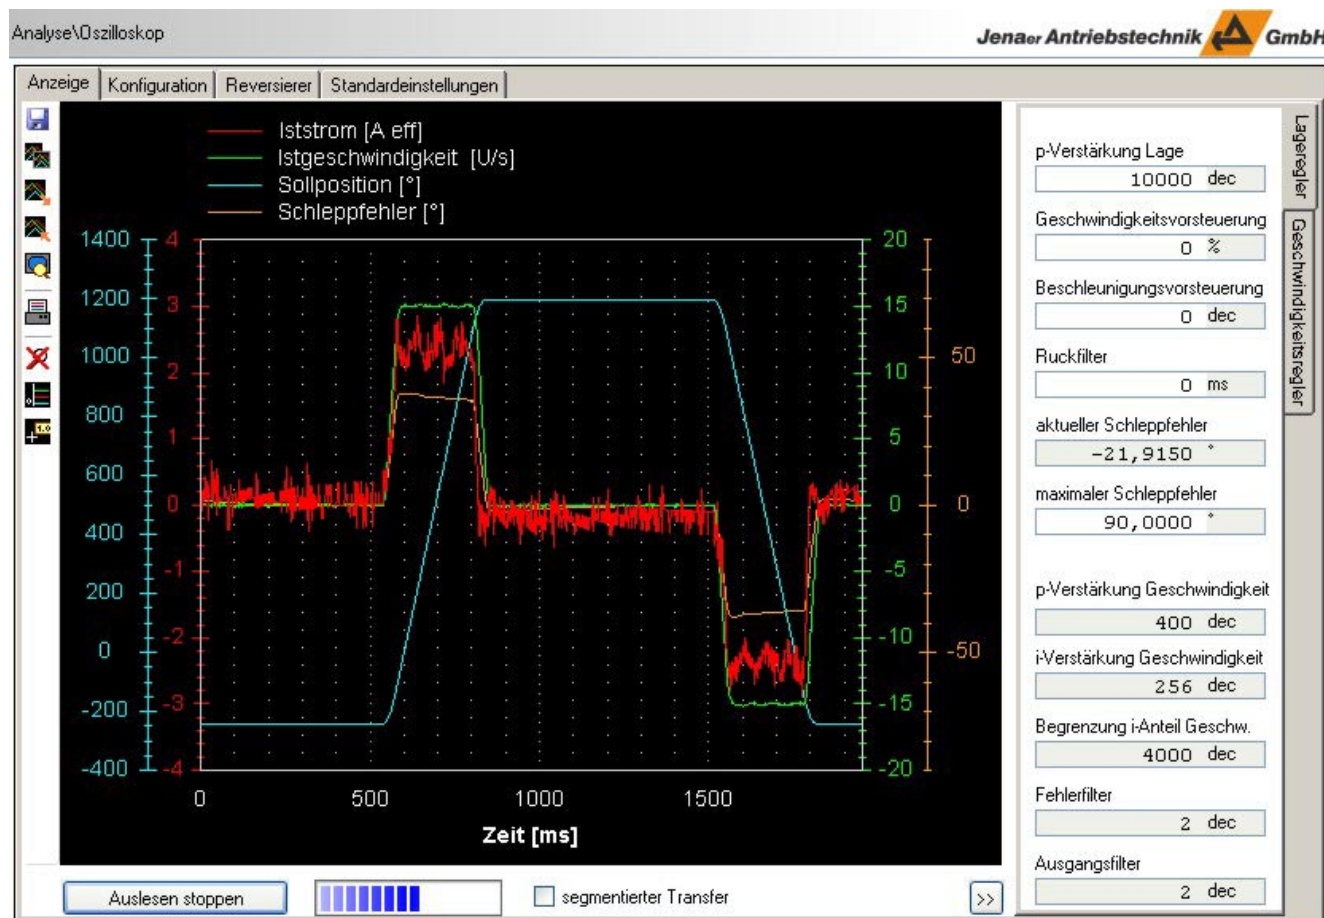 Analyse\Oszilloskop
Jenaer Antriebstechnik GmbH
Anzeige Konfiguration Reversierer Standardeinstellungen
Iststrom [A eff]
Istgeschwindigkeit [U/s]
Sollposition [°]
Schleppfehler [°]
1400 4 20
1200 3 15
1000 2 10 50
800 1 5
600
400 0 0 0
200 -1 -5
0 -2 -10 -50
-200 -3 -15
-400 -4 -20
0 500 1000 1500
Zeit [ms]
Lageregler
Geschwindigkeitsregler
p-Verstärkung Lage
10000 dec
Geschwindigkeitsvorsteuerung
0 %
Beschleunigungsvorsteuerung
0 dec
Ruckfilter
0 ms
aktueller Schleppfehler
-21,9150 °
maximaler Schleppfehler
90,0000 °
p-Verstärkung Geschwindigkeit
400 dec
i-Verstärkung Geschwindigkeit
256 dec
Begrenzung i-Anteil Geschw.
4000 dec
Fehlerfilter
2 dec
Ausgangsfilter
2 dec
Auslesen stoppen segmentierter Transfer >>